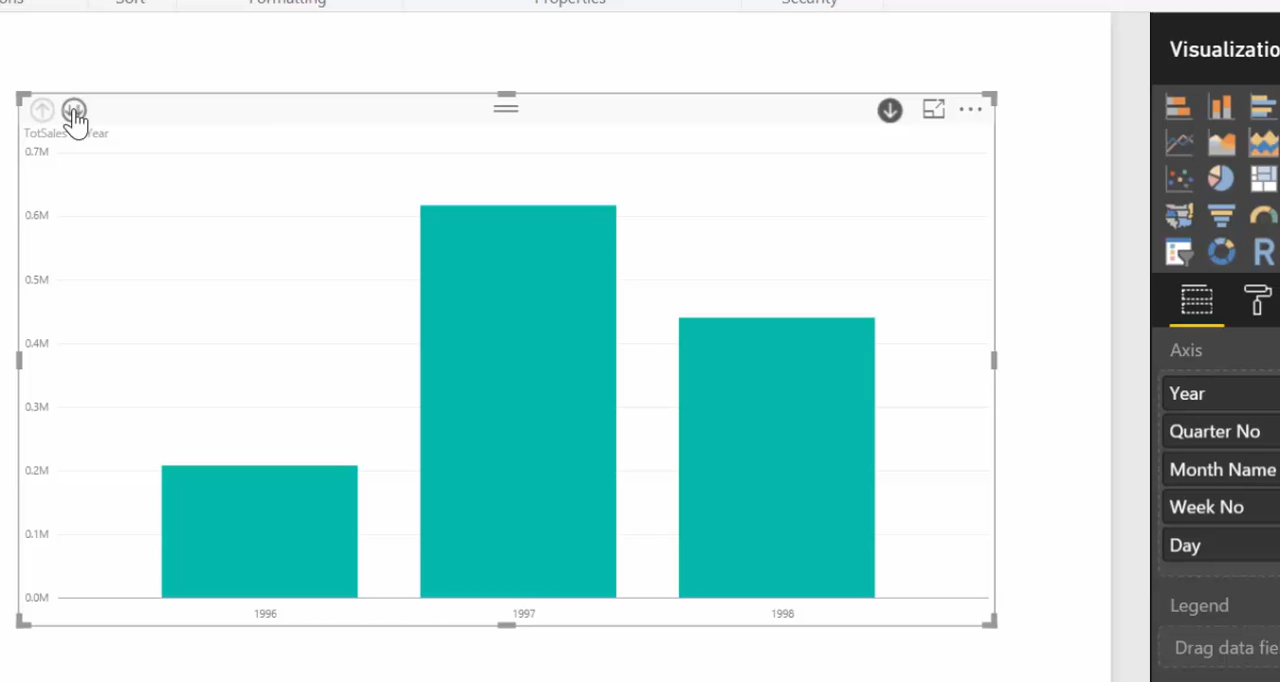 ons
Sort
Formatting
Properties
Security
Visualizatio
TotSales
Year
0.7M
0.6M
0.5M
0.4M
0.3M
0.2M
0.1M
0.0M
1996
1997
1998
R
Axis
Year
Quarter No
Month Name
Week No
Day
Legend
Drag data fie